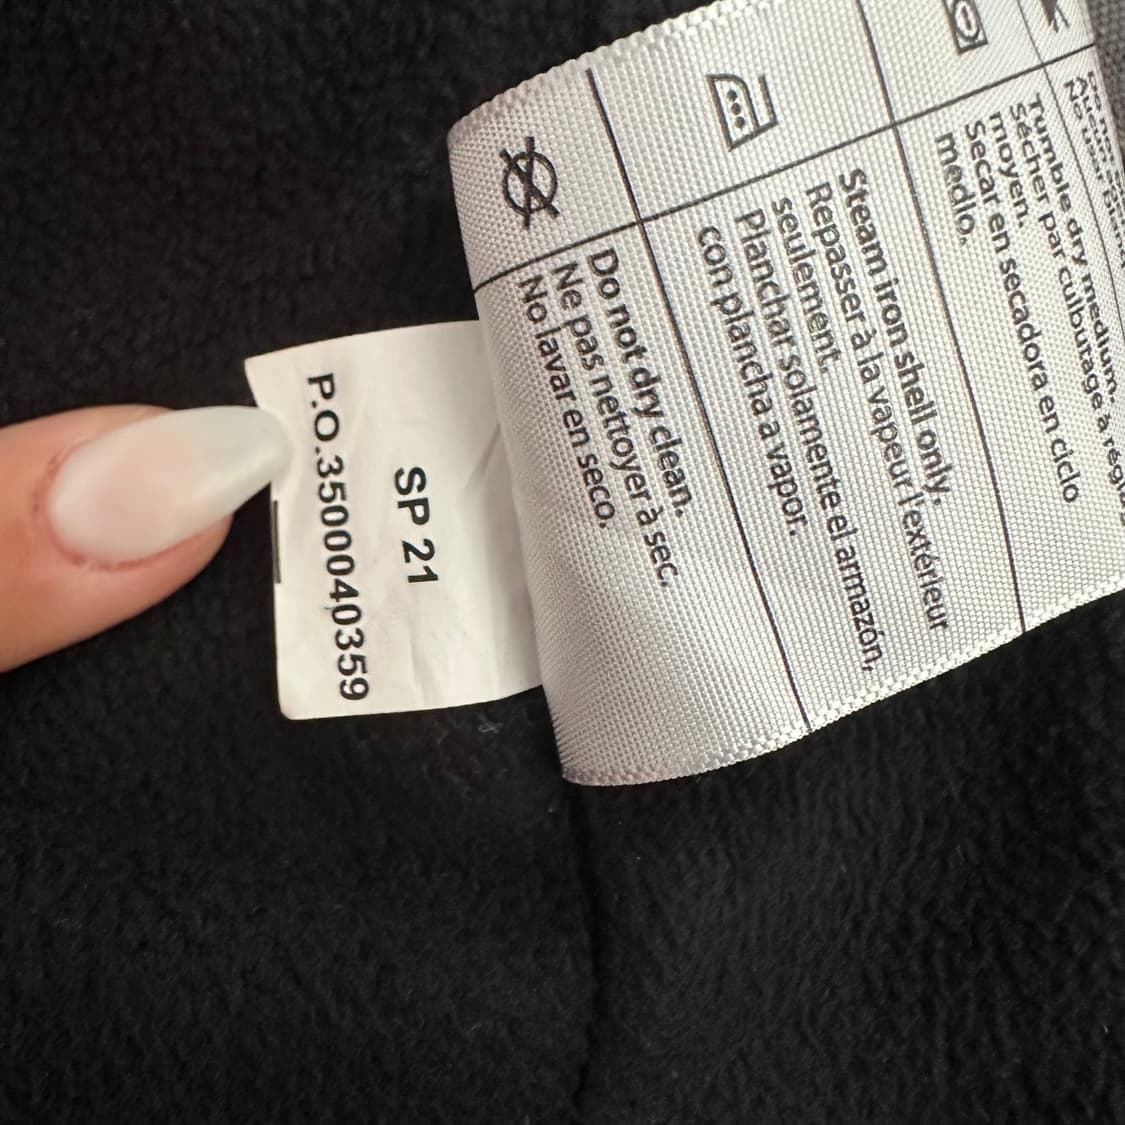 Tumble dry medium.
Sécher par culbutage à régi
moyen.
Secar en secadora en ciclo
medio.
Steam iron shell only.
Repasser à la vapeur l'extérieur
seulement.
Planchar solamente el armazón,
con plancha a vapor.
Do not dry clean.
Ne pas nettoyer à sec.
No lavar en seco.
SP 21
P.O.3500040359